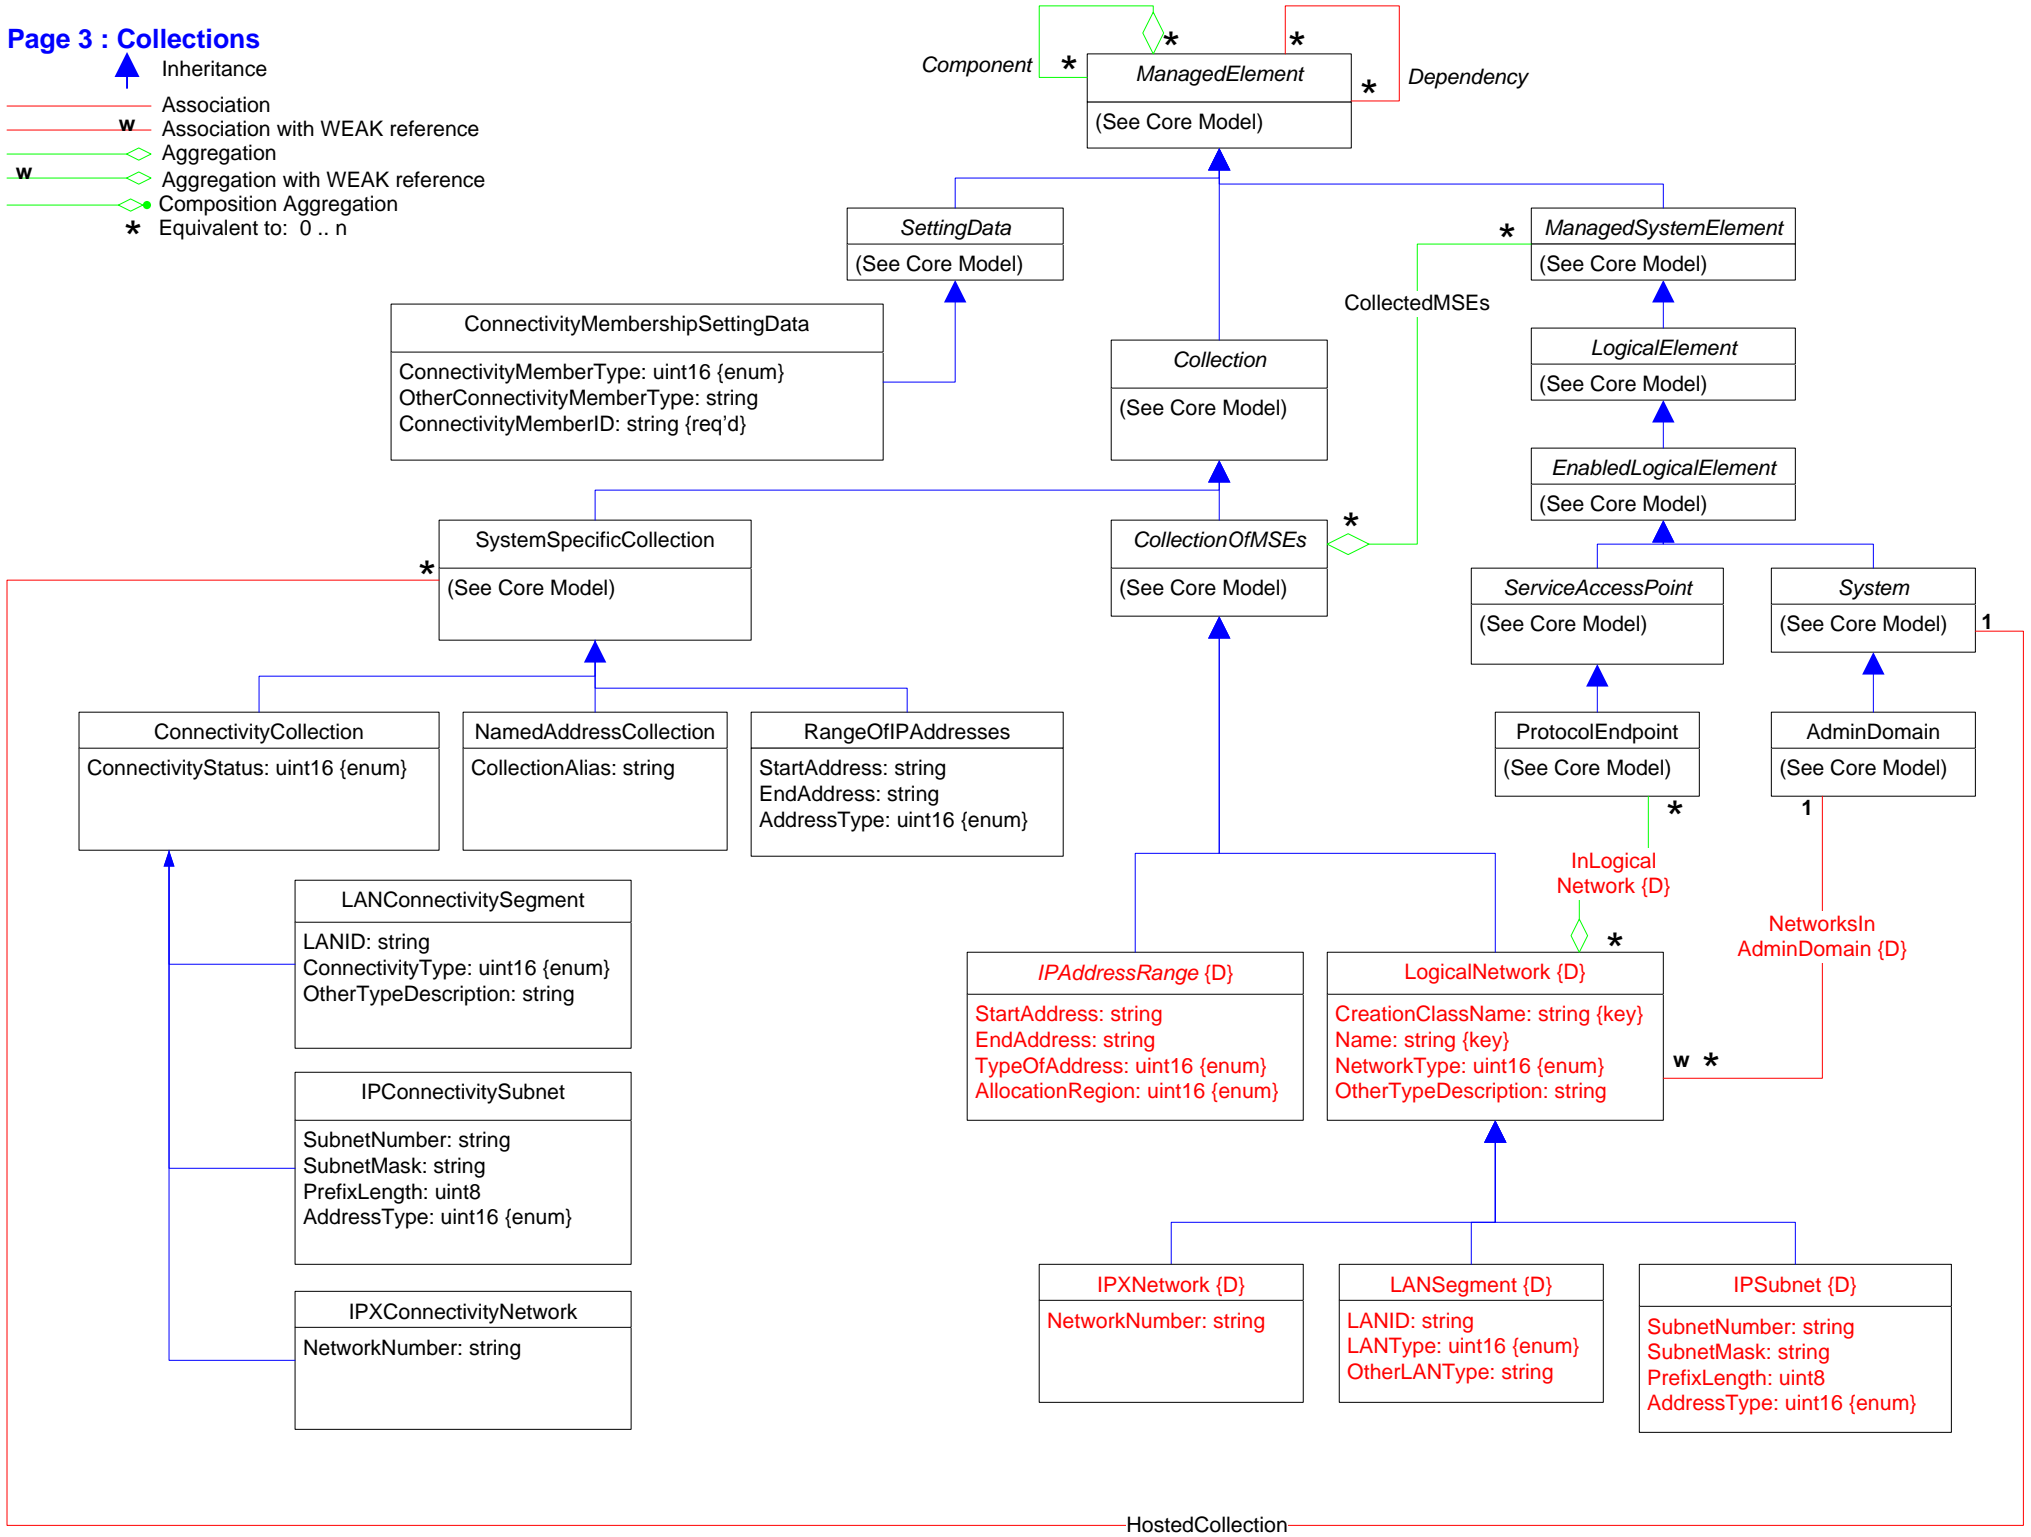 Page 3 : Collections
Inheritance
Association
w
Association with WEAK reference
Aggregation
w
Aggregation with WEAK reference
Composition Aggregation
* Equivalent to: 0 .. n
Component
*
*
ManagedElement
(See Core Model)
*
*
Dependency
SettingData
(See Core Model)
*
ManagedSystemElement
(See Core Model)
CollectedMSEs
ConnectivityMembershipSettingData
ConnectivityMemberType: uint16 {enum}
OtherConnectivityMemberType: string
ConnectivityMemberID: string {req'd}
Collection
(See Core Model)
LogicalElement
(See Core Model)
EnabledLogicalElement
(See Core Model)
*
SystemSpecificCollection
(See Core Model)
CollectionOfMSEs
(See Core Model)
*
ServiceAccessPoint
(See Core Model)
System
(See Core Model)
1
ConnectivityCollection
ConnectivityStatus: uint16 {enum}
NamedAddressCollection
CollectionAlias: string
RangeOfIPAddresses
StartAddress: string
EndAddress: string
AddressType: uint16 {enum}
ProtocolEndpoint
(See Core Model)
*
AdminDomain
(See Core Model)
1
InLogical
Network {D}
*
NetworksIn
AdminDomain {D}
LANConnectivitySegment
LANID: string
ConnectivityType: uint16 {enum}
OtherTypeDescription: string
IPAddressRange {D}
StartAddress: string
EndAddress: string
TypeOfAddress: uint16 {enum}
AllocationRegion: uint16 {enum}
LogicalNetwork {D}
CreationClassName: string {key}
Name: string {key}
NetworkType: uint16 {enum}
OtherTypeDescription: string
w *
IPConnectivitySubnet
SubnetNumber: string
SubnetMask: string
PrefixLength: uint8
AddressType: uint16 {enum}
IPXConnectivityNetwork
NetworkNumber: string
IPXNetwork {D}
NetworkNumber: string
LANSegment {D}
LANID: string
LANType: uint16 {enum}
OtherLANType: string
IPSubnet {D}
SubnetNumber: string
SubnetMask: string
PrefixLength: uint8
AddressType: uint16 {enum}
HostedCollection